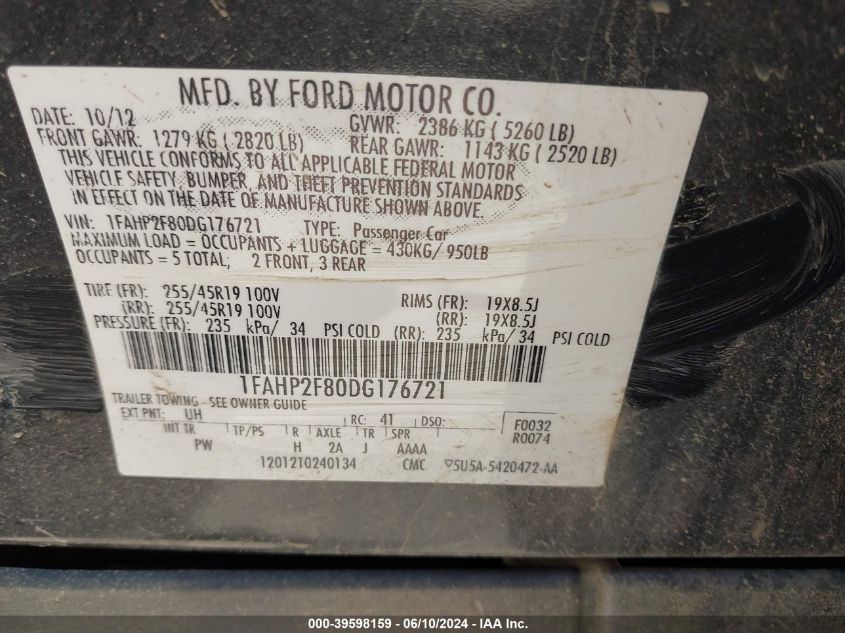 MFD. BY FORD MOTOR CO.
DATE: 10/12 GVWR: 2386 KG ( 5260 LB)
FRONT GAWR: 1279 KG ( 2820 LB) REAR GAWR: 1143 KG ( 2520 LB)
THIS VEHICLE CONFORMS TO ALL APPLICABLE FEDERAL MOTOR
VEHICLE SAFETY, BUMPER, AND THEFT PREVENTION STANDARDS
IN EFFECT ON THE DATE OF MANUFACTURE SHOWN ABOVE.
VIN: 1FAHP2F80DG176721 TYPE: Passenger Car
MAXIMUM LOAD = OCCUPANTS + LUGGAGE = 430KG/ 950LB
OCCUPANTS = 5 TOTAL; 2 FRONT, 3 REAR
TIRE (FR): 255/45R19 100V RIMS (FR): 19X8.5J
(RR): 255/45R19 100V (RR): 19X8.5J
PRESSURE (FR): 235 kPa/ 34 PSI COLD (RR): 235 kPa/ 34 PSI COLD
1FAHP2F80DG176721
TRAILER TOWING - SEE OWNER GUIDE
EXT PNT: UH RC: 41 DSO: F0032
INT TR TP/PS R AXLE TR SPR R0074
PW H 2A J AAAA
1201210240134 CMC 5U5A-5420472-AA
000-39598159 - 06/10/2024 - IAA Inc.